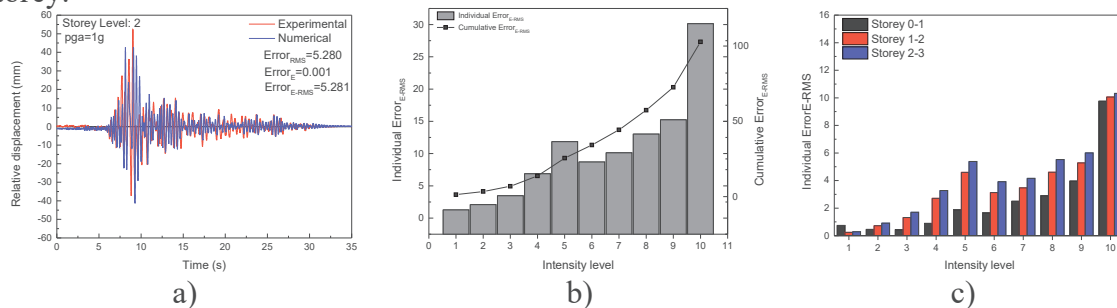 storey.
Storey Level: 2
pga=1g
Experimental
Numerical
Error_RMS=5.280
Error_E=0.001
Error_E-RMS=5.281
Relative displacement (mm)
60
50
40
30
20
10
0
-10
-20
-30
-40
-50
-60
0 5 10 15 20 25 30 35
Time (s)
a)
Individual Error_E-RMS
Cumulative Error_E-RMS
Individual Error_E-RMS
30
25
20
15
10
5
0
Cumulative Error_E-RMS
100
50
0
0 1 2 3 4 5 6 7 8 9 10 11
Intensity level
b)
Storey 0-1
Storey 1-2
Storey 2-3
Individual ErrorE-RMS
16
14
12
10
8
6
4
2
0
1 2 3 4 5 6 7 8 9 10
Intensity level
c)